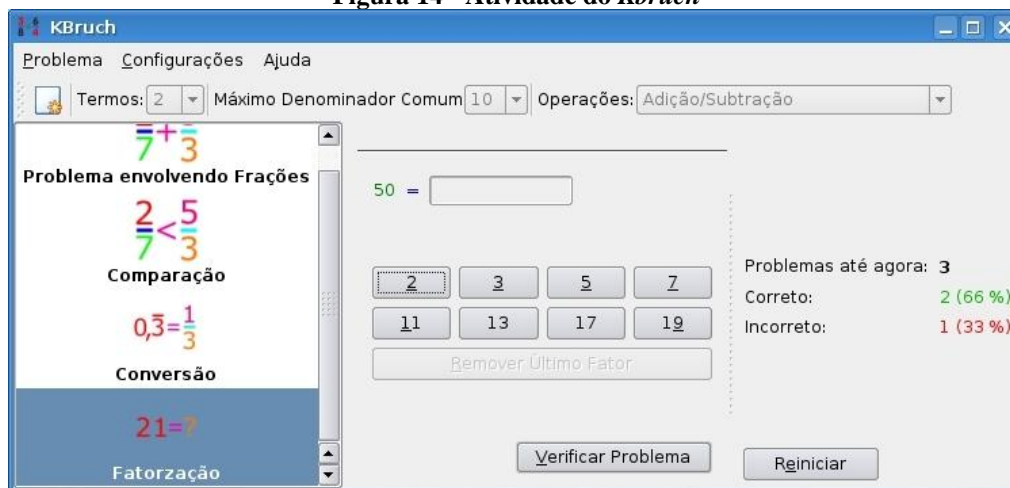 Figura 14 - Atividade do Kbruch
KBruch
Problema Configurações Ajuda
Termos: 2 Máximo Denominador Comum 10 Operações: Adição/Subtração
7 + 3
Problema envolvendo Frações
2/7 < 5/3
Comparação
0,3̅ = 1/3
Conversão
21=?
Fatorzação
50 =
2 3 5 7
11 13 17 19
Remover Último Fator
Verificar Problema
Problemas até agora: 3
Correto: 2 (66 %)
Incorreto: 1 (33 %)
Reiniciar